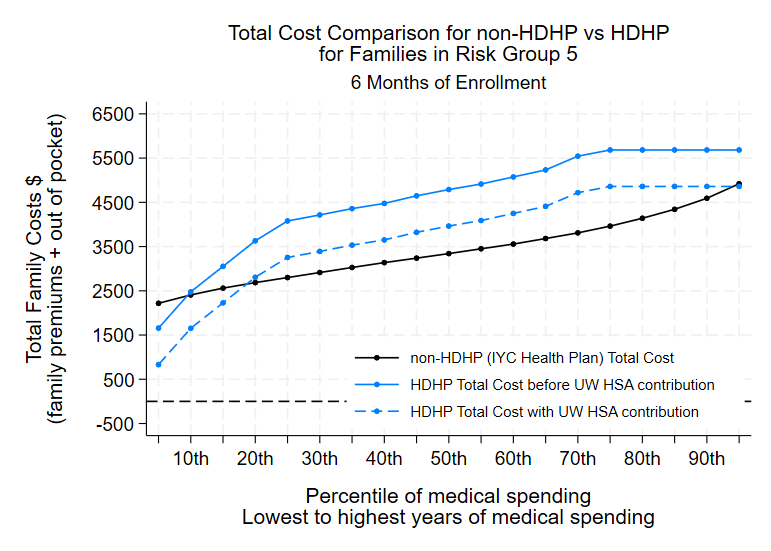 Total Cost Comparison for non-HDHP vs HDHP
for Families in Risk Group 5
6 Months of Enrollment
Total Family Costs $
(family premiums + out of pocket)
6500
5500
4500
3500
2500
1500
500
-500
non-HDHP (IYC Health Plan) Total Cost
HDHP Total Cost before UW HSA contribution
HDHP Total Cost with UW HSA contribution
10th 20th 30th 40th 50th 60th 70th 80th 90th
Percentile of medical spending
Lowest to highest years of medical spending